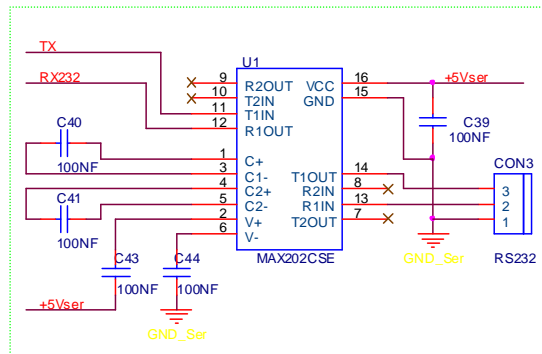 TX
U1
RX232
9 R2OUT VCC 16 +5Vser
10 T2IN GND 15
11 T1IN
12 R1OUT
C39
100NF
C40
100NF
1 C+
3 C1-
4 C2+
5 C2-
2 V+
6 V-
T1OUT 14
R2IN 8
R1IN 13
T2OUT 7
CON3
3
2
1
C41
100NF
MAX202CSE
GND_Ser
RS232
C43
100NF
C44
100NF
+5Vser
GND_Ser